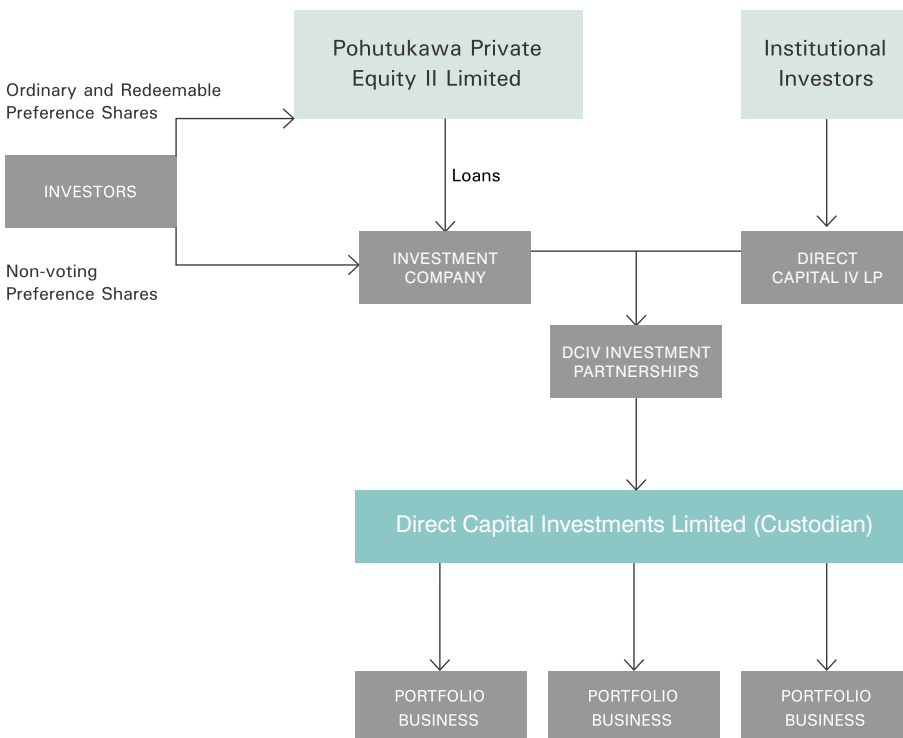 Pohutukawa Private
Equity II Limited
Institutional
Investors
Ordinary and Redeemable
Preference Shares
INVESTORS
Loans
Non-voting
Preference Shares
INVESTMENT
COMPANY
DIRECT
CAPITAL IV LP
DCIV INVESTMENT
PARTNERSHIPS
Direct Capital Investments Limited (Custodian)
PORTFOLIO
BUSINESS
PORTFOLIO
BUSINESS
PORTFOLIO
BUSINESS